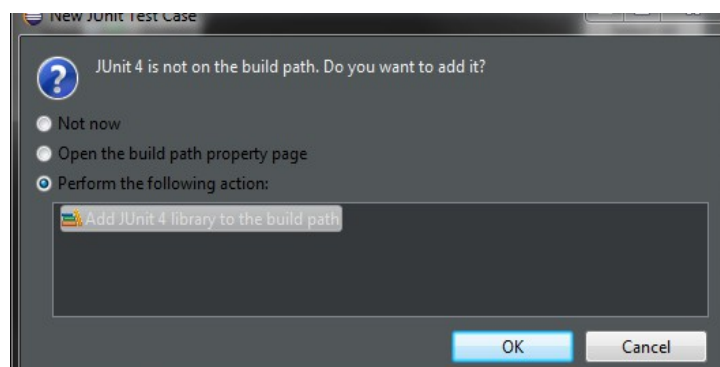 New JUnit Test Case
JUnit 4 is not on the build path. Do you want to add it?
Not now
Open the build path property page
Perform the following action:
Add JUnit 4 library to the build path
OK
Cancel